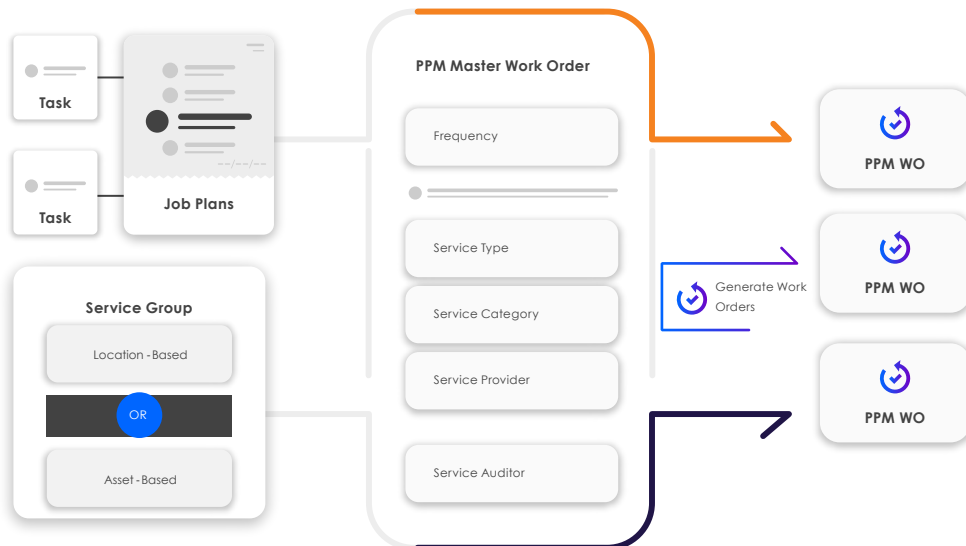 Task
Task
--/--/--
Job Plans
Service Group
Location-Based
OR
Asset-Based
PPM Master Work Order
Frequency
Service Type
Service Category
Service Provider
Service Auditor
Generate Work
Orders
PPM WO
PPM WO
PPM WO